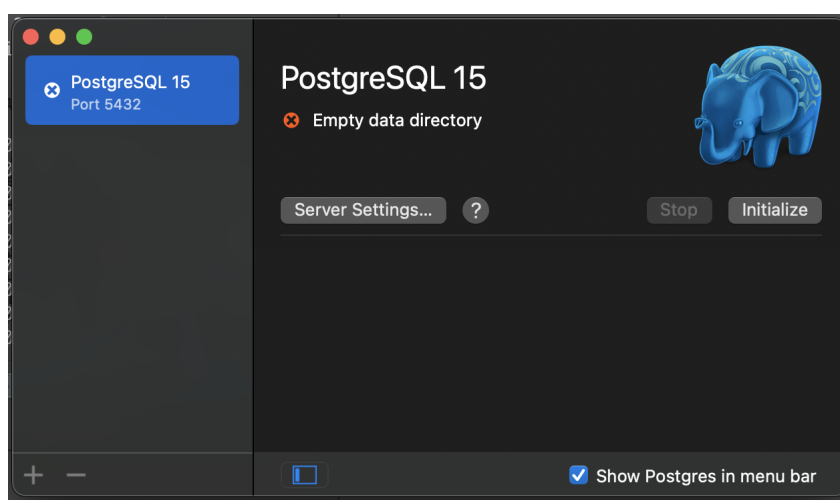 PostgreSQL 15
Port 5432
PostgreSQL 15
Empty data directory
Server Settings... ? Stop Initialize
Show Postgres in menu bar